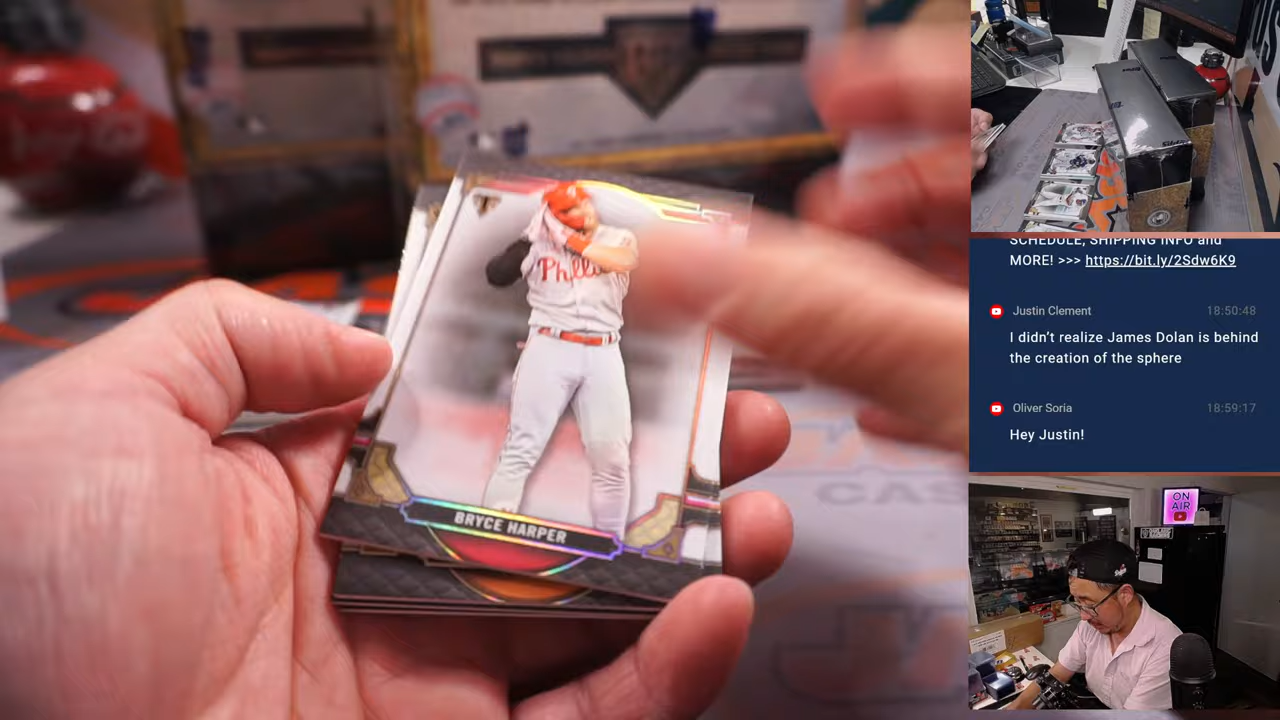 Phill
BRYCE HARPER
SCHEDULE, SHIPPING INFO and
MORE! >>> https://bit.ly/2Sdw6K9
Justin Clement 18:50:48
I didn't realize James Dolan is behind
the creation of the sphere
Oliver Soria 18:59:17
Hey Justin!
ON
AIR